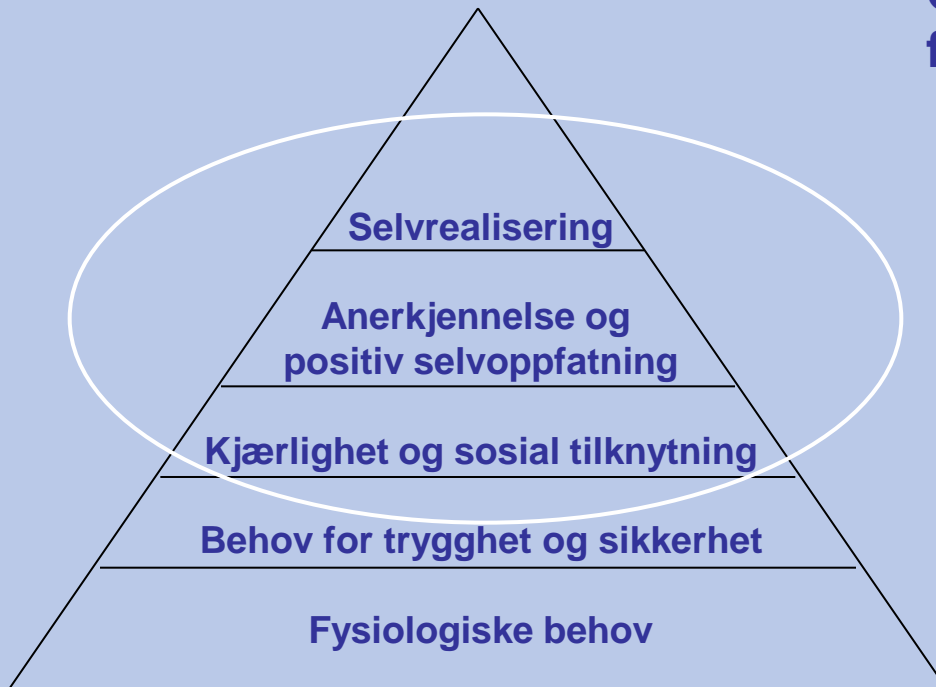 Selvrealisering
Anerkjennelse og
positiv selvoppfatning
Kjærlighet og sosial tilknytning
Behov for trygghet og sikkerhet
Fysiologiske behov